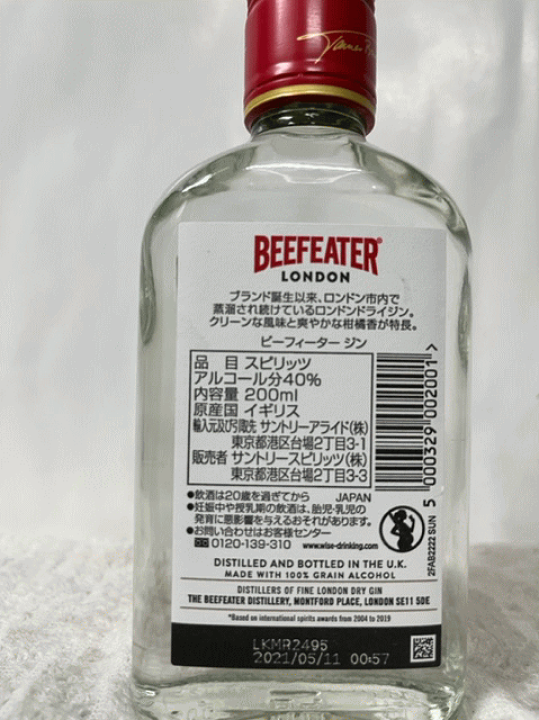 BEEFEATER
LONDON
ブランド誕生以来、ロンドン市内で
蒸溜され続けているロンドンドライジン。
クリーンな風味と爽やかな柑橘香が特長。
ビーフィーター ジン
品 目 スピリッツ
アルコール分40%
内容量 200ml
原産国 イギリス
輸入元及び引取先 サントリーアライド(株)
東京都港区台場2丁目3-1
販売者 サントリースピリッツ(株)
東京都港区台場2丁目3-3
5 000329 002001 >
●飲酒は20歳を過ぎてから JAPAN
●妊娠中や授乳期の飲酒は、胎児・乳児の
発育に悪影響を与えるおそれがあります。
●お問い合わせはお客様センター
0120-139-310 www.wise-drinking.com
2FAB2222 SUN
DISTILLED AND BOTTLED IN THE U.K.
MADE WITH 100% GRAIN ALCOHOL
DISTILLERS OF FINE LONDON DRY GIN
THE BEEFEATER DISTILLERY, MONTFORD PLACE, LONDON SE11 5DE
*Based on international spirits awards from 2004 to 2019
LKMR2495
2021/05/11 00:57